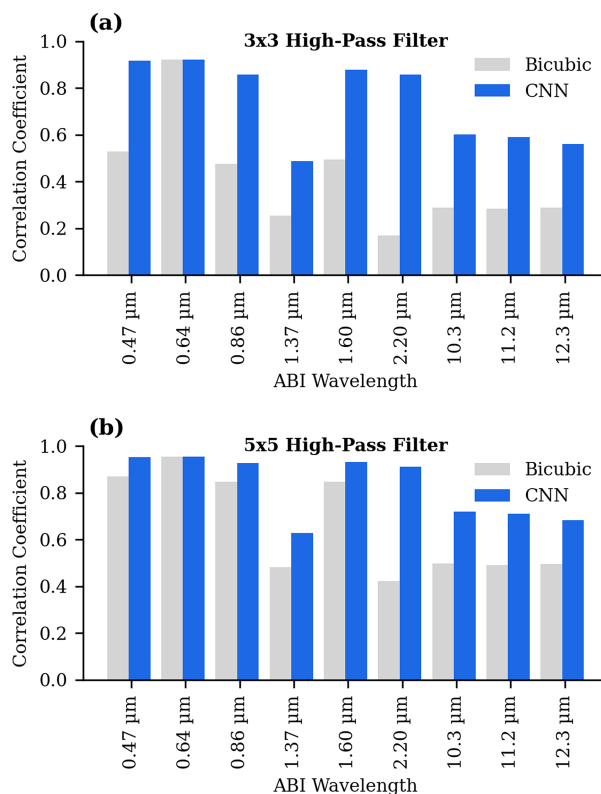 (a)
3x3 High-Pass Filter
Correlation Coefficient
1.0
0.8
0.6
0.4
0.2
0.0
Bicubic
CNN
0.47 μm
0.64 μm
0.86 μm
1.37 μm
1.60 μm
2.20 μm
10.3 μm
11.2 μm
12.3 μm
ABI Wavelength
(b)
5x5 High-Pass Filter
Correlation Coefficient
1.0
0.8
0.6
0.4
0.2
0.0
Bicubic
CNN
0.47 μm
0.64 μm
0.86 μm
1.37 μm
1.60 μm
2.20 μm
10.3 μm
11.2 μm
12.3 μm
ABI Wavelength